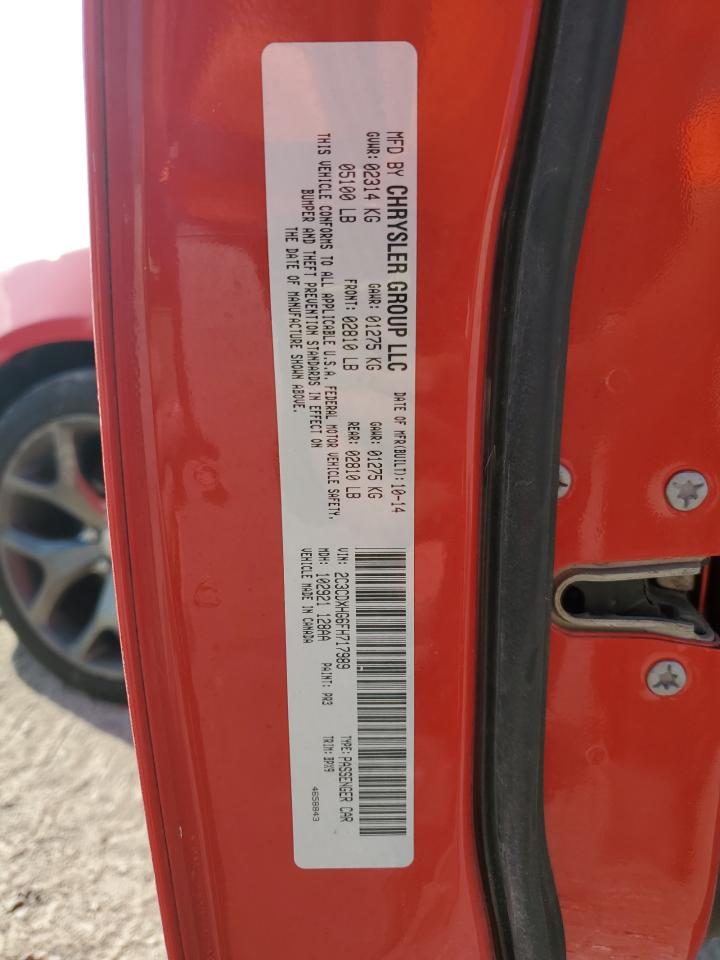 MFD BY CHRYSLER GROUP LLC
DATE OF MFR(BUILT): 10-14
GVWR: 02314 KG
GAWR: 01275 KG
GAWR: 01275 KG
05100 LB
FRONT: 02810 LB
REAR: 02810 LB
THIS VEHICLE CONFORMS TO ALL APPLICABLE U.S.A. FEDERAL MOTOR VEHICLE SAFETY,
BUMPER AND THEFT PREVENTION STANDARDS IN EFFECT ON
THE DATE OF MANUFACTURE SHOWN ABOVE.
VIN: 2C3CDXHG6FH717989
TYPE: PASSENGER CAR
MDH: 102921 128AA
PAINT: PR3
TRIM: BPX9
VEHICLE MADE IN CANADA
4658843